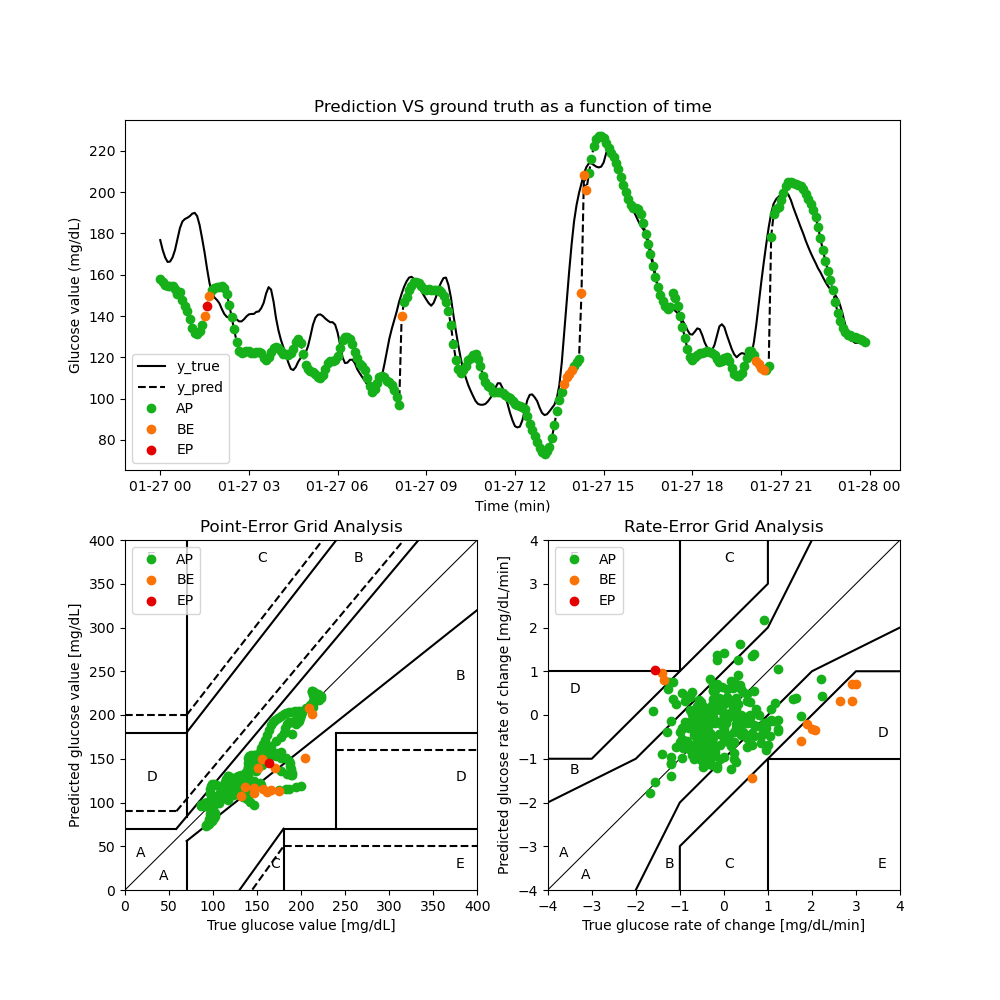 Prediction VS ground truth as a function of time
Glucose value (mg/dL)
220
200
180
160
140
120
100
80
y_true
y_pred
AP
BE
EP
01-27 00 01-27 03 01-27 06 01-27 09 01-27 12 01-27 15 01-27 18 01-27 21 01-28 00
Time (min)
Point-Error Grid Analysis
Predicted glucose value [mg/dL]
400
350
300
250
200
150
100
50
0
AP
BE
EP
C
B
B
D
D
A
A
C
E
0 50 100 150 200 250 300 350 400
True glucose value [mg/dL]
Rate-Error Grid Analysis
Predicted glucose rate of change [mg/dL/min]
4
3
2
1
0
−1
−2
−3
−4
AP
BE
EP
C
D
D
B
A
A
B
C
E
−4 −3 −2 −1 0 1 2 3 4
True glucose rate of change [mg/dL/min]